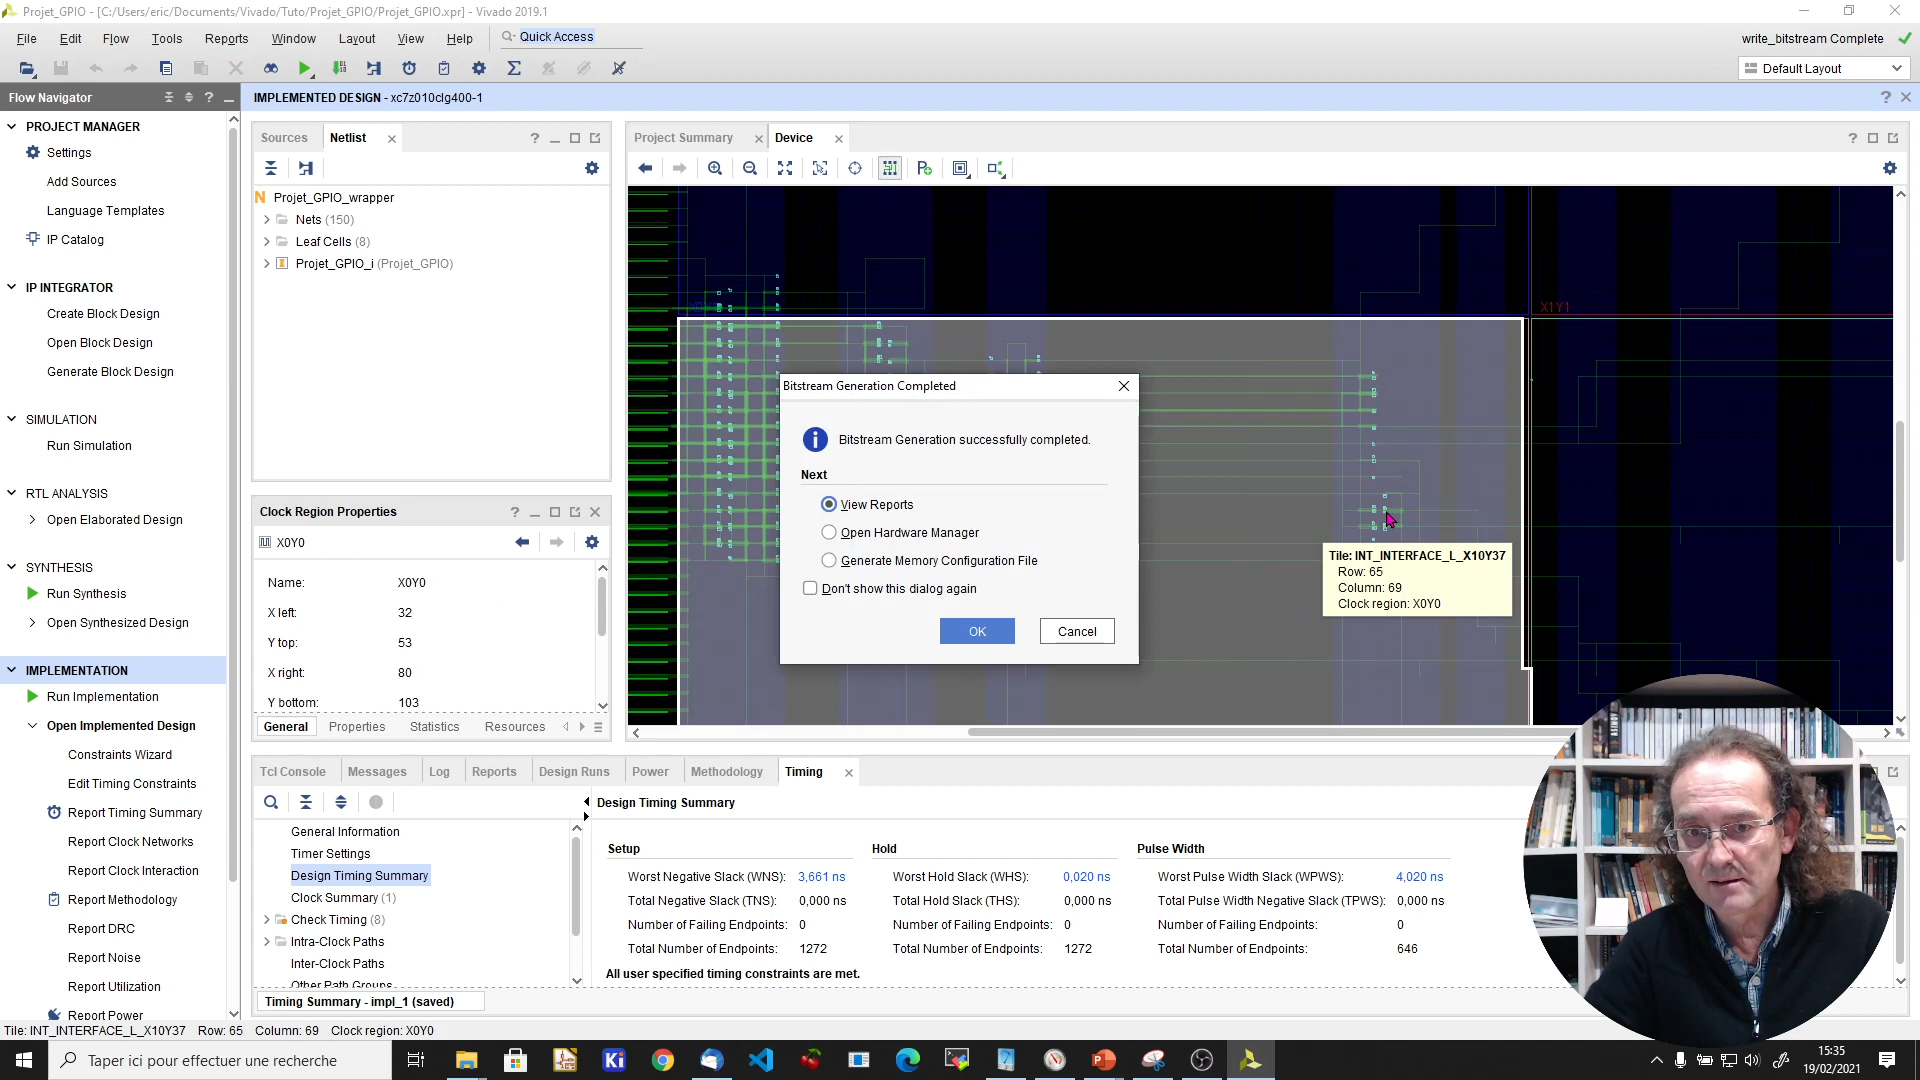 Projet_GPIO - [C:/Users/eric/Documents/Vivado/Tuto/Projet_GPIO/Projet_GPIO.xpr] - Vivado 2019.1
File Edit Flow Tools Reports Window Layout View Help Quick Access
write_bitstream Complete
Default Layout
Flow Navigator
IMPLEMENTED DESIGN - xc7z010clg400-1
PROJECT MANAGER
Settings
Add Sources
Language Templates
IP Catalog
IP INTEGRATOR
Create Block Design
Open Block Design
Generate Block Design
SIMULATION
Run Simulation
RTL ANALYSIS
Open Elaborated Design
SYNTHESIS
Run Synthesis
Open Synthesized Design
IMPLEMENTATION
Run Implementation
Open Implemented Design
Constraints Wizard
Edit Timing Constraints
Report Timing Summary
Report Clock Networks
Report Clock Interaction
Report Methodology
Report DRC
Report Noise
Report Utilization
Report Power
Sources Netlist
Projet_GPIO_wrapper
Nets (150)
Leaf Cells (8)
Projet_GPIO_i (Projet_GPIO)
Clock Region Properties
X0Y0
Name: X0Y0
X left: 32
Y top: 53
X right: 80
Y bottom: 103
General Properties Statistics Resources
Project Summary Device
X1Y1
Bitstream Generation Completed
Bitstream Generation successfully completed.
Next
View Reports
Open Hardware Manager
Generate Memory Configuration File
Don't show this dialog again
OK Cancel
Tile: INT_INTERFACE_L_X10Y37
Row: 65
Column: 69
Clock region: X0Y0
Tcl Console Messages Log Reports Design Runs Power Methodology Timing
General Information
Timer Settings
Design Timing Summary
Clock Summary (1)
Check Timing (8)
Intra-Clock Paths
Inter-Clock Paths
Other Path Groups
Timing Summary - impl_1 (saved)
Design Timing Summary
Setup Hold Pulse Width
Worst Negative Slack (WNS): 3,661 ns Worst Hold Slack (WHS): 0,020 ns Worst Pulse Width Slack (WPWS): 4,020 ns
Total Negative Slack (TNS): 0,000 ns Total Hold Slack (THS): 0,000 ns Total Pulse Width Negative Slack (TPWS): 0,000 ns
Number of Failing Endpoints: 0 Number of Failing Endpoints: 0 Number of Failing Endpoints: 0
Total Number of Endpoints: 1272 Total Number of Endpoints: 1272 Total Number of Endpoints: 646
All user specified timing constraints are met.
Tile: INT_INTERFACE_L_X10Y37 Row: 65 Column: 69 Clock region: X0Y0
Taper ici pour effectuer une recherche
Ki
15:35
19/02/2021